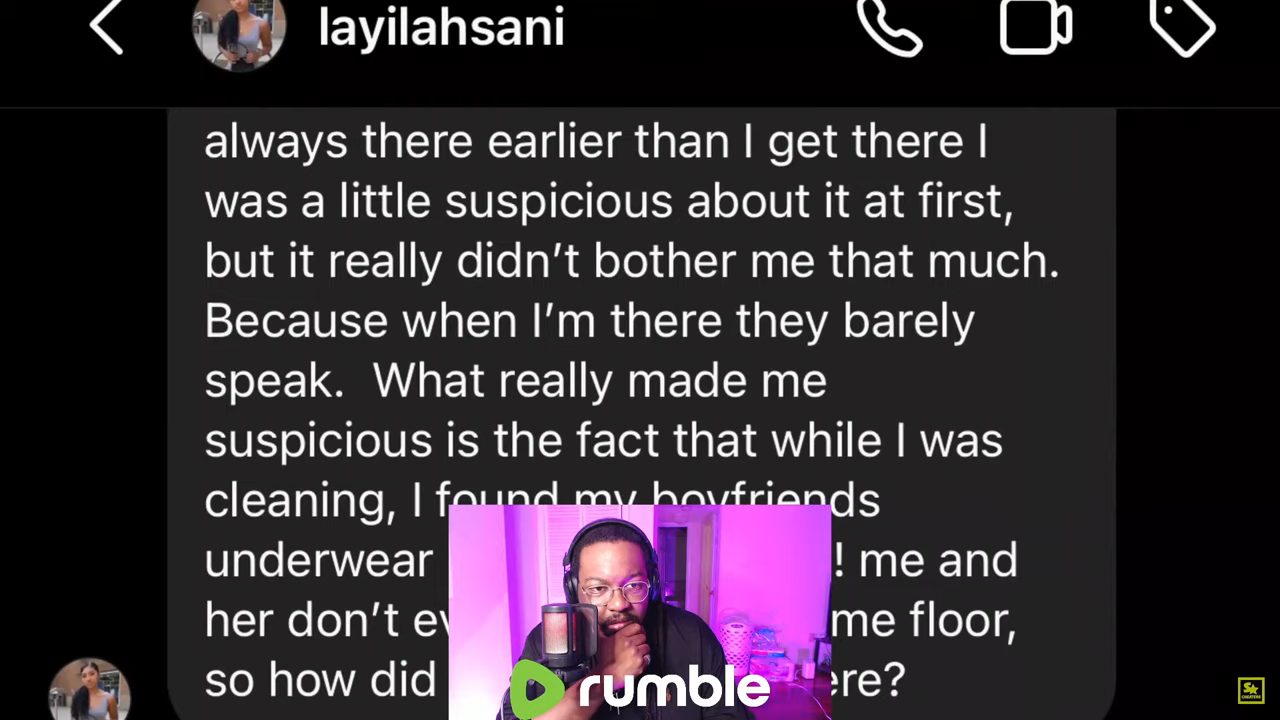 layilahsani
always there earlier than I get there I
was a little suspicious about it at first,
but it really didn't bother me that much.
Because when I'm there they barely
speak.  What really made me
suspicious is the fact that while I was
cleaning, I found my boyfriends
underwear ! me and
her don't me floor,
so how did ere?
rumble